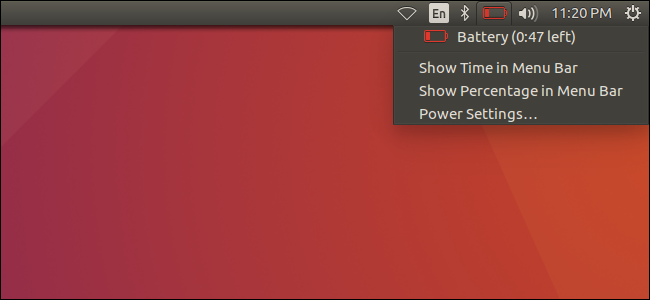 En 11:20 PM
Battery (0:47 left)
Show Time in Menu Bar
Show Percentage in Menu Bar
Power Settings...